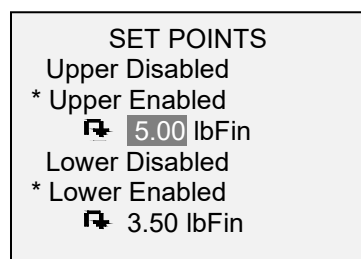 SET POINTS
Upper Disabled
* Upper Enabled
5.00 lbFin
Lower Disabled
* Lower Enabled
3.50 lbFin